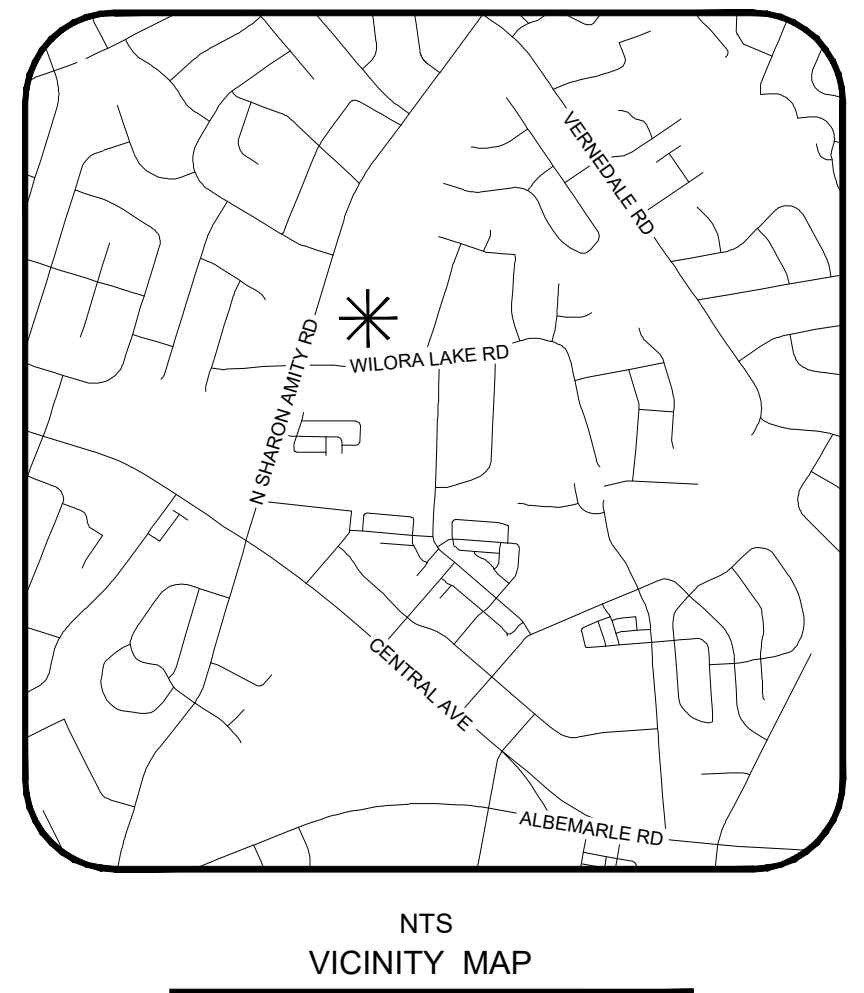 VERNEDALE RD
N SHARON AMITY RD
WILORA LAKE RD
CENTRAL AVE
ALBEMARLE RD
NTS
VICINITY MAP